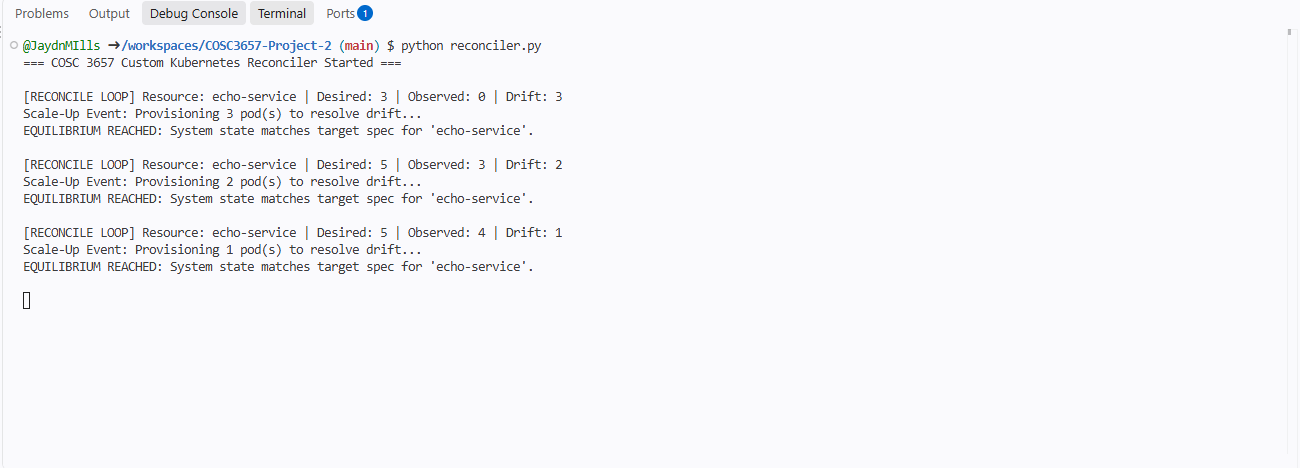 Problems Output Debug Console Terminal Ports 1
@JaydnMIlls ➜/workspaces/COSC3657-Project-2 (main) $ python reconciler.py
=== COSC 3657 Custom Kubernetes Reconciler Started ===
[RECONCILE LOOP] Resource: echo-service | Desired: 3 | Observed: 0 | Drift: 3
Scale-Up Event: Provisioning 3 pod(s) to resolve drift...
EQUILIBRIUM REACHED: System state matches target spec for 'echo-service'.
[RECONCILE LOOP] Resource: echo-service | Desired: 5 | Observed: 3 | Drift: 2
Scale-Up Event: Provisioning 2 pod(s) to resolve drift...
EQUILIBRIUM REACHED: System state matches target spec for 'echo-service'.
[RECONCILE LOOP] Resource: echo-service | Desired: 5 | Observed: 4 | Drift: 1
Scale-Up Event: Provisioning 1 pod(s) to resolve drift...
EQUILIBRIUM REACHED: System state matches target spec for 'echo-service'.